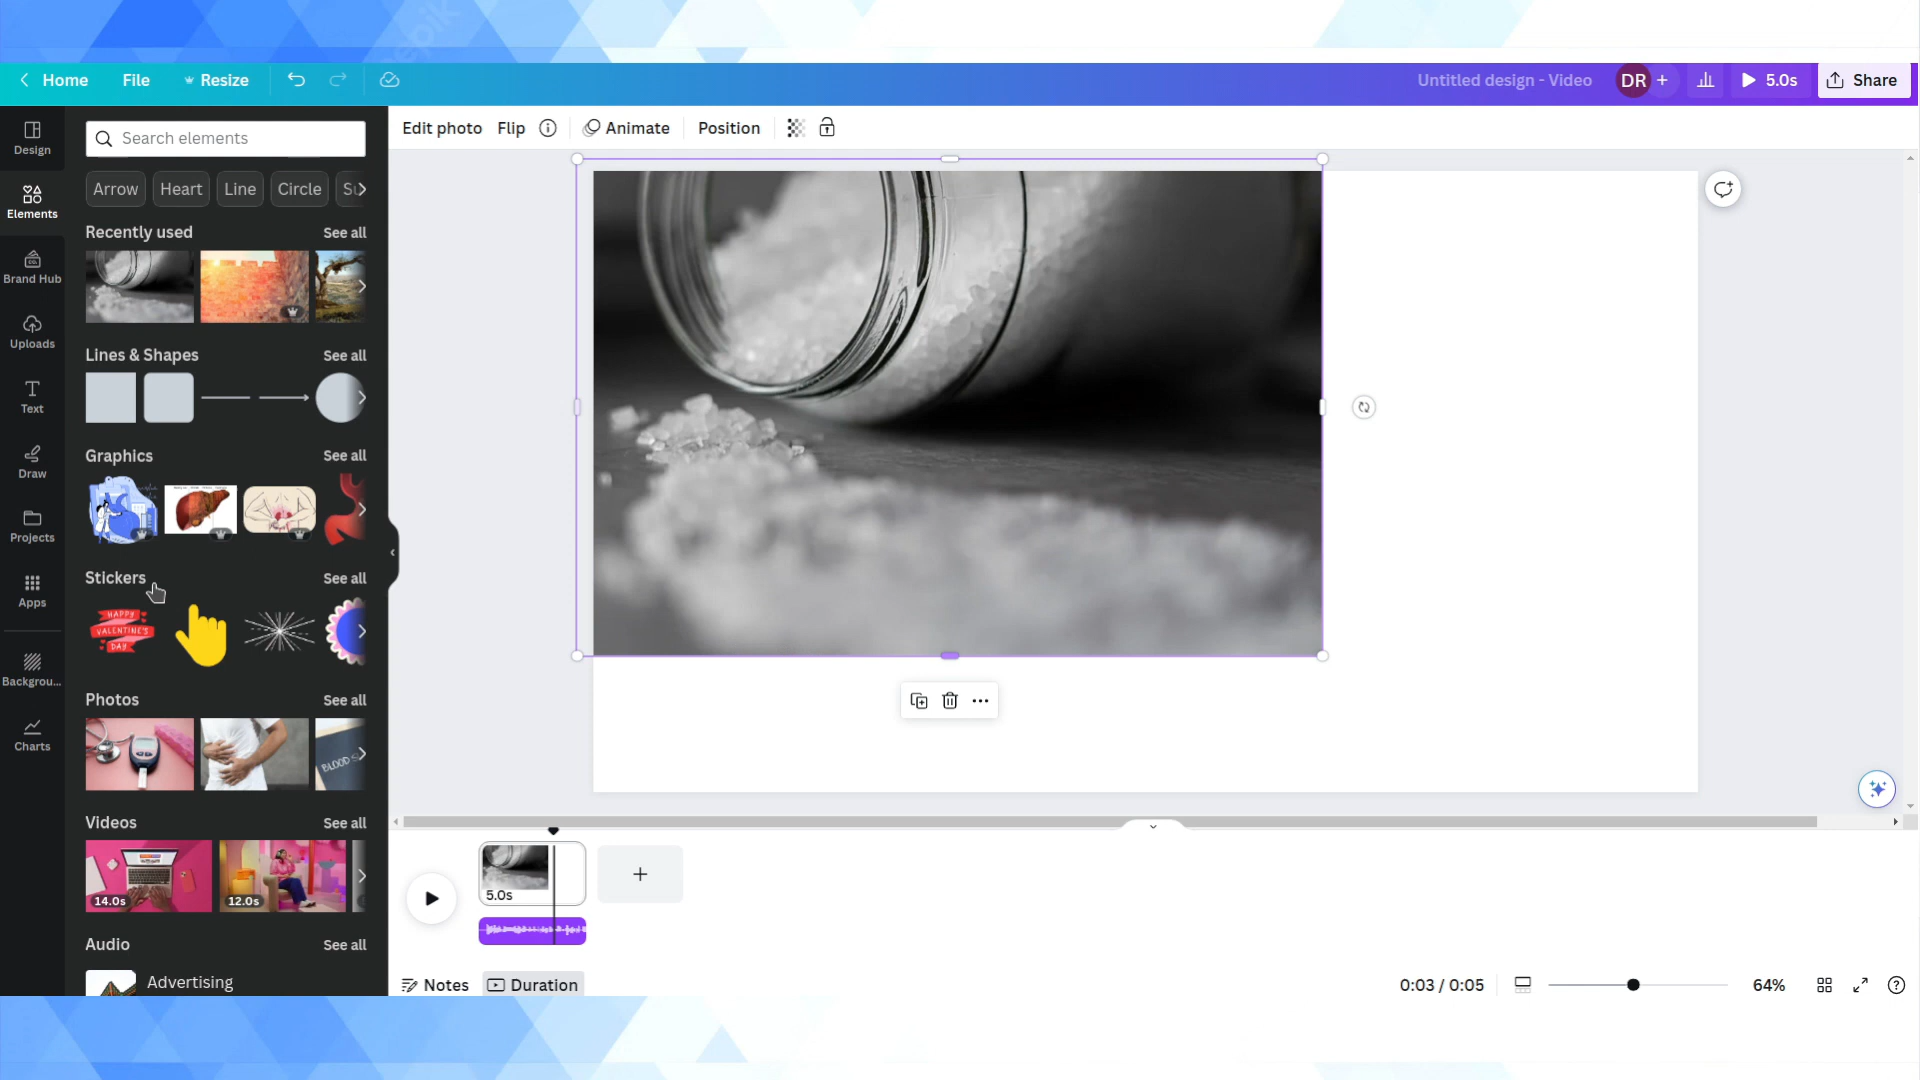 Home File Resize Untitled design - Video DR + 5.0s Share
Edit photo Flip Animate Position
Design
Elements
Brand Hub
Uploads
Text
Draw
Projects
Apps
Backgrou...
Charts
Search elements
Arrow Heart Line Circle
Recently used See all
Lines & Shapes See all
Graphics See all
Stickers See all
HAPPY
VALENTINE'S
DAY
Photos See all
BLOOD
Videos See all
14.0s 12.0s
Audio See all
Advertising
5.0s
+
Notes Duration 0:03 / 0:05 64%